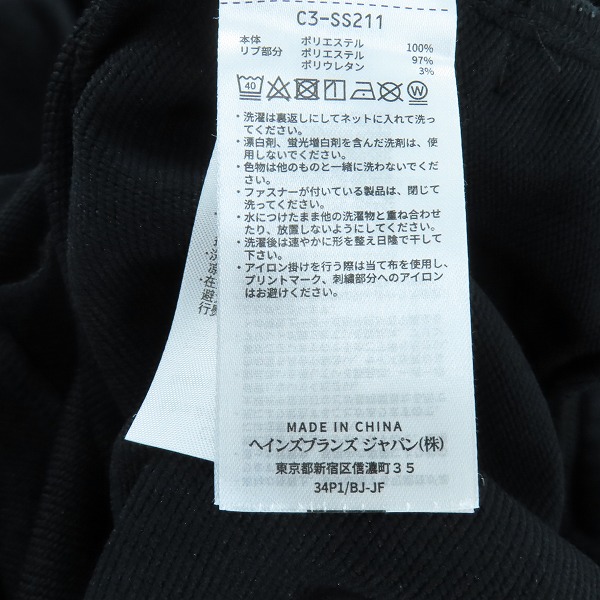 C3-SS211
本体 ポリエステル 100%
リブ部分 ポリエステル 97%
ポリウレタン 3%
40 W
・洗濯は裏返しにしてネットに入れて洗っ
てください。
・漂白剤、蛍光増白剤を含んだ洗剤は、使
用しないでください。
・色物は他のものと一緒に洗わないでくだ
さい。
・ファスナーが付いている製品は、閉じて
洗ってください。
・水につけたまま他の洗濯物と重ね合わせ
たり、放置しないようにしてください。
・洗濯後は速やかに形を整え日陰で干して
下さい。
・アイロン掛けを行う際は当て布を使用し、
プリントマーク、刺繍部分へのアイロン
はお避けください。
MADE IN CHINA
ヘインズブランズ ジャパン(株)
東京都新宿区信濃町35
34P1/BJ-JF